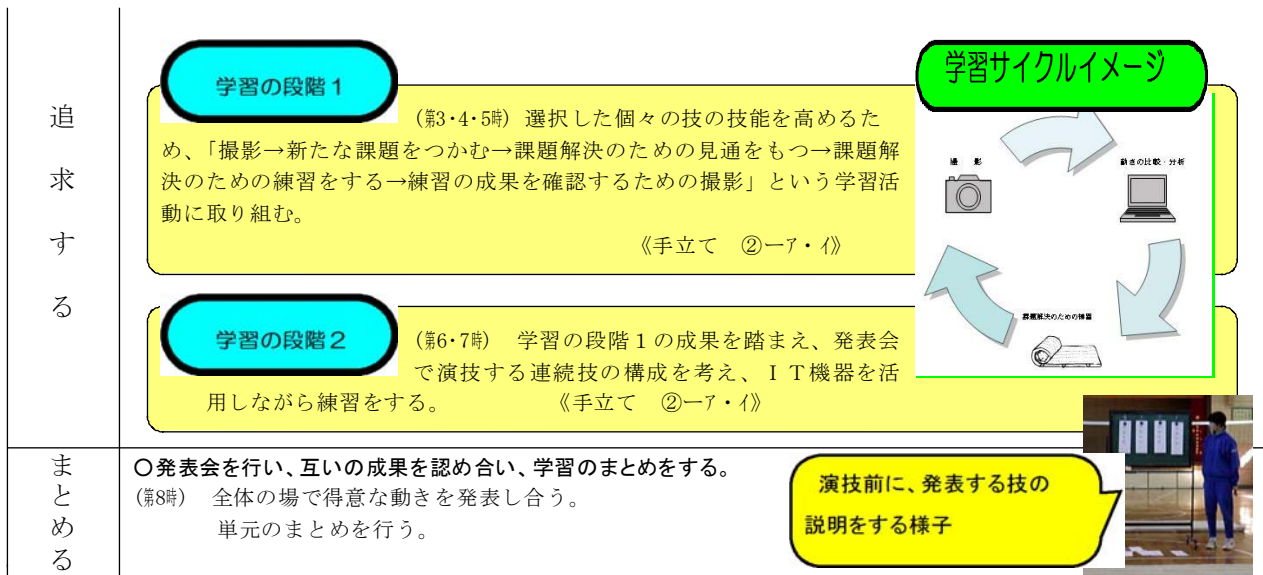 追求する
学習の段階1
(第3・4・5時) 選択した個々の技の技能を高めるた
め、「撮影→新たな課題をつかむ→課題解決のための見通をもつ→課題解
決のための練習をする→練習の成果を確認するための撮影」という学習活
動に取り組む。
《手立て ②ーア・イ》
学習サイクルイメージ
撮 影
動きの比較・分析
課題解決のための練習
学習の段階2
(第6・7時) 学習の段階1の成果を踏まえ、発表会
で演技する連続技の構成を考え、IT機器を活
用しながら練習をする。 《手立て ②ーア・イ》
まとめる
○発表会を行い、互いの成果を認め合い、学習のまとめをする。
(第8時) 全体の場で得意な動きを発表し合う。
単元のまとめを行う。
演技前に、発表する技の
説明をする様子